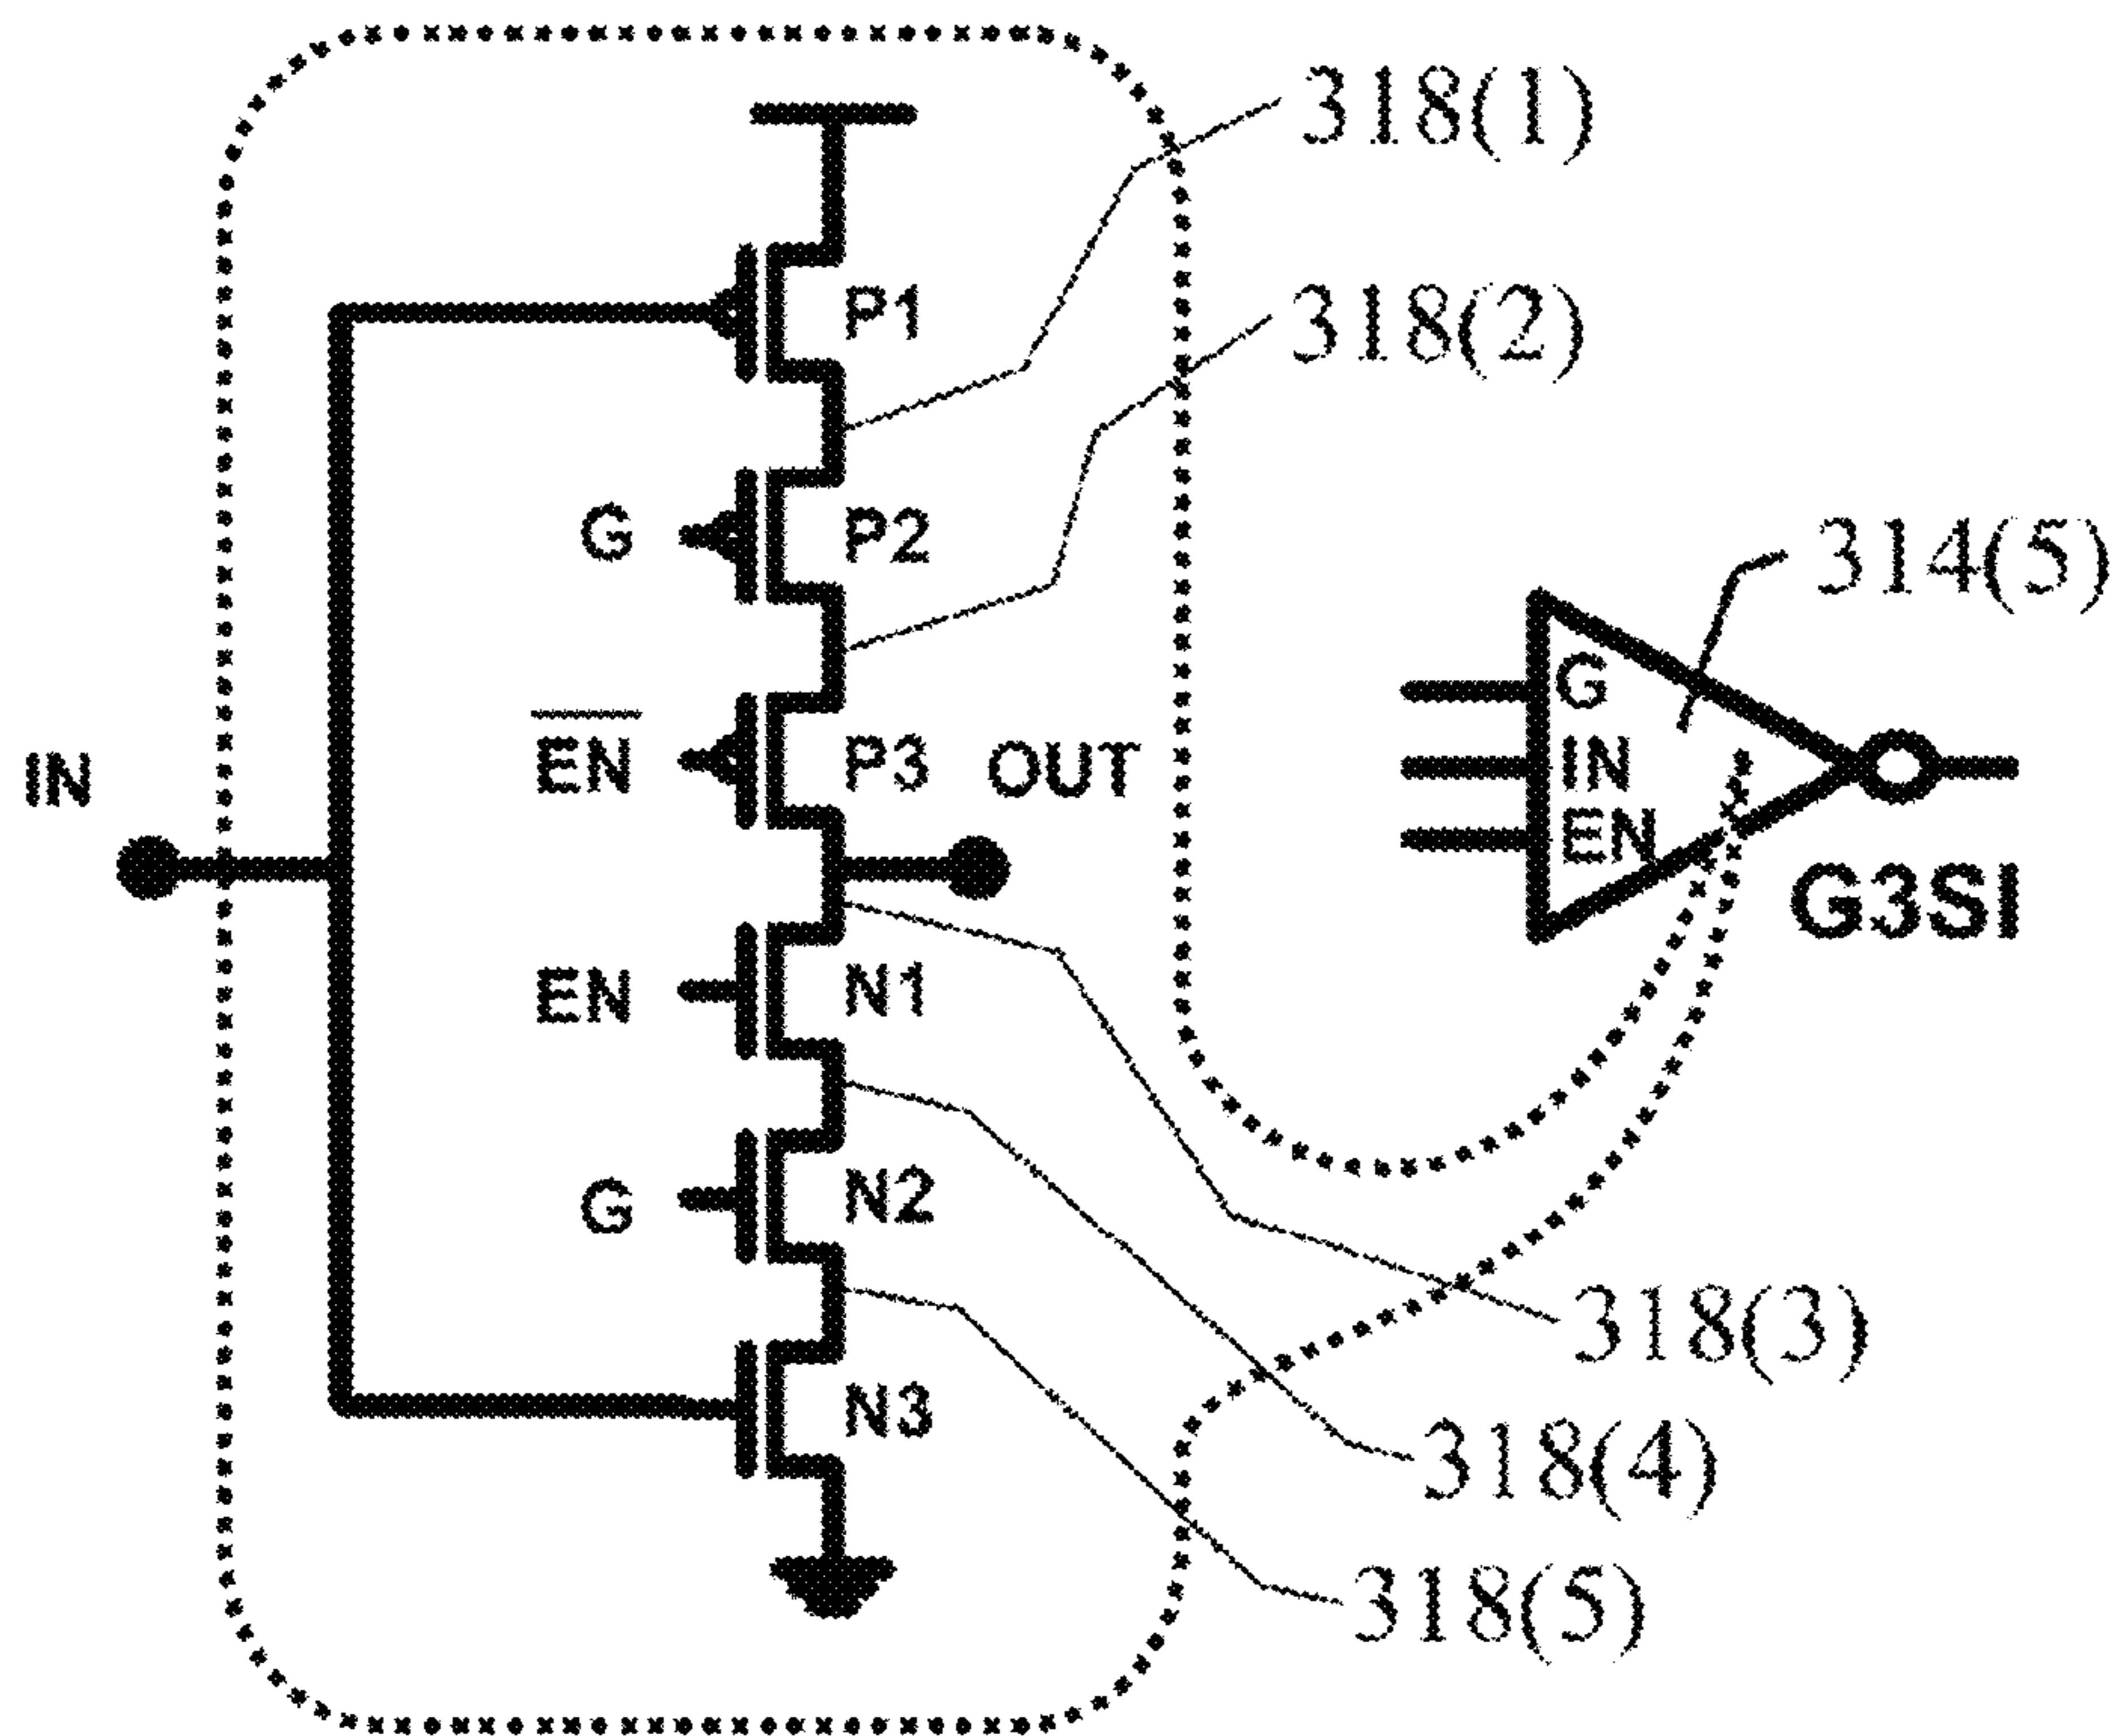 318(1)
P1
318(2)
G P2
314(5)
G
IN
EN
G3SI
IN
EN P3 OUT
EN N1
G N2
318(3)
N3
318(4)
318(5)